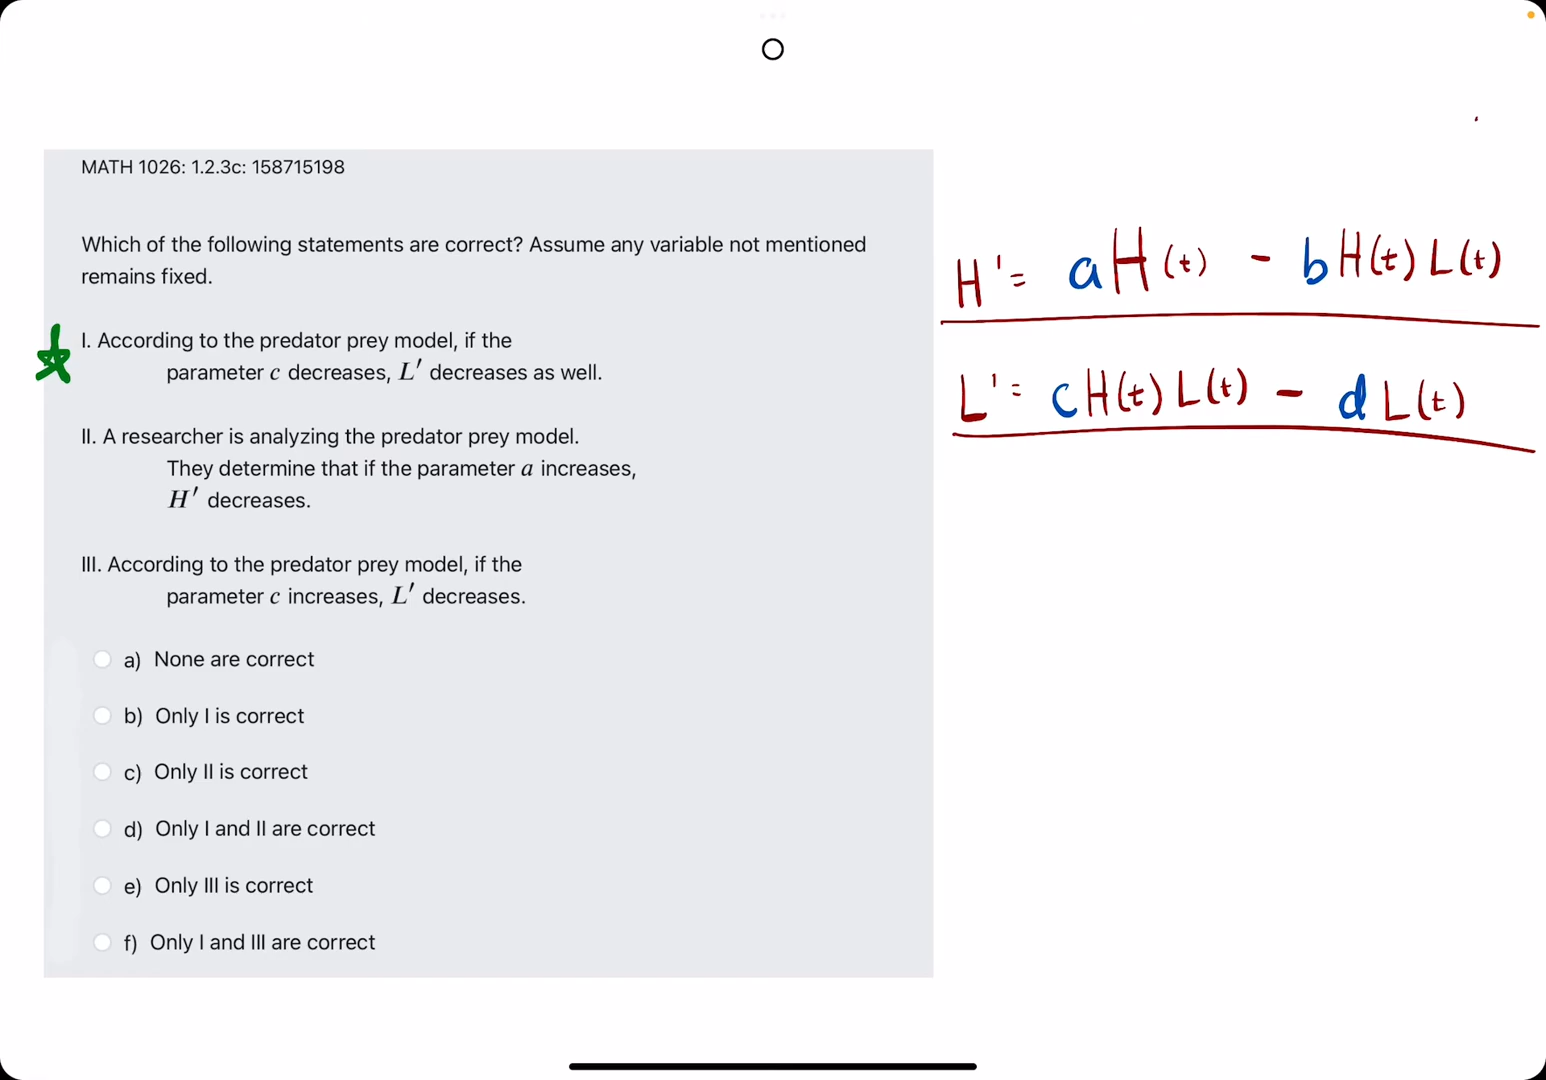 MATH 1026: 1.2.3c: 158715198
Which of the following statements are correct? Assume any variable not mentioned
remains fixed.
I. According to the predator prey model, if the
parameter c decreases, L′ decreases as well.
II. A researcher is analyzing the predator prey model.
They determine that if the parameter a increases,
H′ decreases.
III. According to the predator prey model, if the
parameter c increases, L′ decreases.
a) None are correct
b) Only I is correct
c) Only II is correct
d) Only I and II are correct
e) Only III is correct
f) Only I and III are correct
H' = aH(t) - bH(t)L(t)
L' = cH(t)L(t) - dL(t)